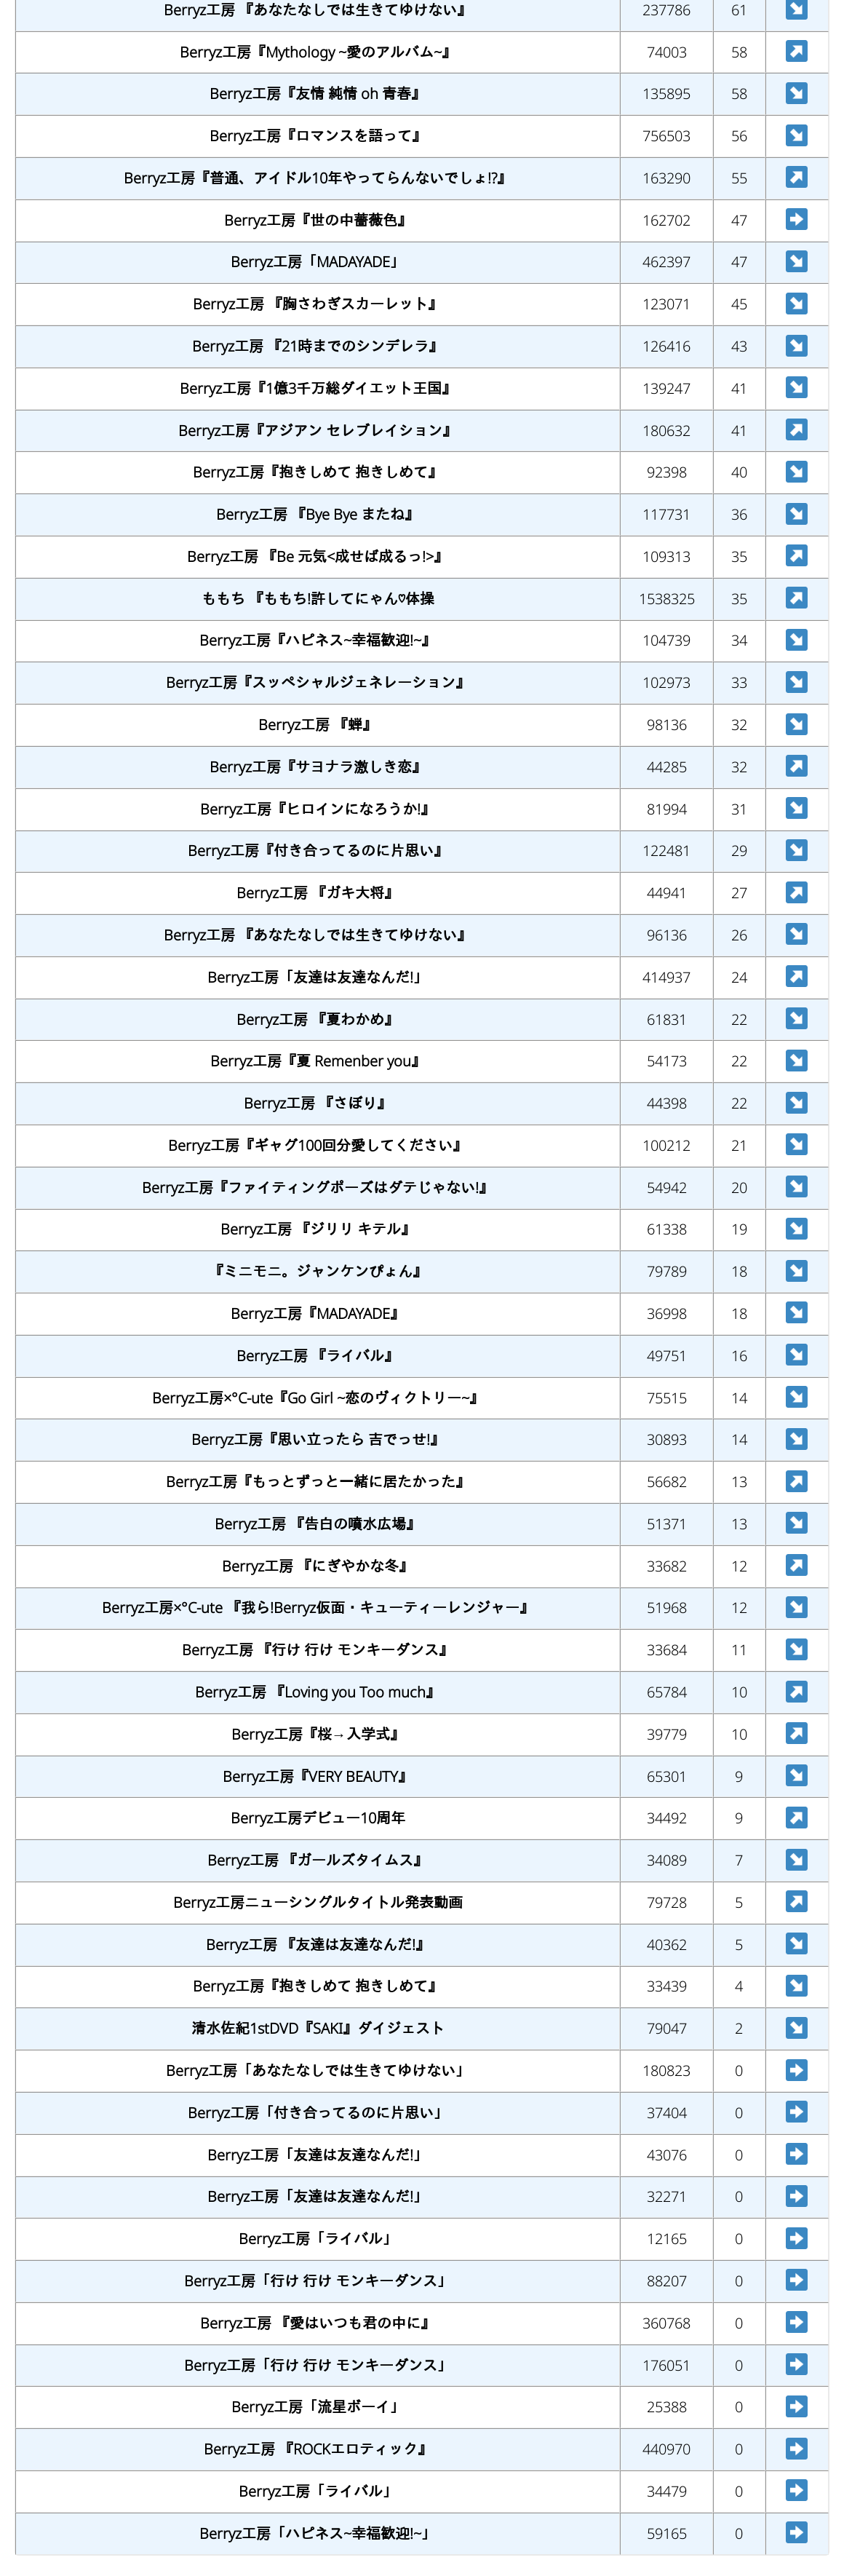 Berryz工房 『あなたなしでは生きてゆけない』 237786 61 ↘
Berryz工房『Mythology ~愛のアルバム~』 74003 58 ↗
Berryz工房『友情 純情 oh 青春』 135895 58 ↘
Berryz工房『ロマンスを語って』 756503 56 ↘
Berryz工房『普通、アイドル10年やってらんないでしょ!?』 163290 55 ↗
Berryz工房『世の中薔薇色』 162702 47 ➡
Berryz工房「MADAYADE」 462397 47 ↘
Berryz工房 『胸さわぎスカーレット』 123071 45 ↘
Berryz工房 『21時までのシンデレラ』 126416 43 ↘
Berryz工房『1億3千万総ダイエット王国』 139247 41 ↘
Berryz工房『アジアン セレブレイション』 180632 41 ↗
Berryz工房『抱きしめて 抱きしめて』 92398 40 ↘
Berryz工房 『Bye Bye またね』 117731 36 ↘
Berryz工房 『Be 元気<成せば成るっ!>』 109313 35 ↗
ももち 『ももち!許してにゃん♡体操 1538325 35 ↗
Berryz工房『ハピネス~幸福歓迎!~』 104739 34 ↘
Berryz工房『スッペシャルジェネレ〜ション』 102973 33 ↘
Berryz工房 『蝉』 98136 32 ↘
Berryz工房『サヨナラ激しき恋』 44285 32 ↗
Berryz工房『ヒロインになろうか!』 81994 31 ↘
Berryz工房『付き合ってるのに片思い』 122481 29 ↘
Berryz工房 『ガキ大将』 44941 27 ↗
Berryz工房 『あなたなしでは生きてゆけない』 96136 26 ↘
Berryz工房「友達は友達なんだ!」 414937 24 ↗
Berryz工房 『夏わかめ』 61831 22 ↘
Berryz工房『夏 Remenber you』 54173 22 ↘
Berryz工房 『さぼり』 44398 22 ↘
Berryz工房『ギャグ100回分愛してください』 100212 21 ↘
Berryz工房『ファイティングポーズはダテじゃない!』 54942 20 ↘
Berryz工房 『ジリリ キテル』 61338 19 ↘
『ミニモニ。ジャンケンぴょん』 79789 18 ↘
Berryz工房『MADAYADE』 36998 18 ↘
Berryz工房 『ライバル』 49751 16 ↘
Berryz工房×°C-ute『Go Girl ~恋のヴィクトリー~』 75515 14 ↘
Berryz工房『思い立ったら 吉でっせ!』 30893 14 ↘
Berryz工房『もっとずっと一緒に居たかった』 56682 13 ↗
Berryz工房 『告白の噴水広場』 51371 13 ↘
Berryz工房 『にぎやかな冬』 33682 12 ↗
Berryz工房×°C-ute 『我ら!Berryz仮面・キューティーレンジャー』 51968 12 ↘
Berryz工房 『行け 行け モンキーダンス』 33684 11 ↘
Berryz工房 『Loving you Too much』 65784 10 ↗
Berryz工房『桜→入学式』 39779 10 ↗
Berryz工房『VERY BEAUTY』 65301 9 ↘
Berryz工房デビュー10周年 34492 9 ↗
Berryz工房 『ガールズタイムス』 34089 7 ↘
Berryz工房ニューシングルタイトル発表動画 79728 5 ↗
Berryz工房 『友達は友達なんだ!』 40362 5 ↘
Berryz工房『抱きしめて 抱きしめて』 33439 4 ↘
清水佐紀1stDVD『SAKI』ダイジェスト 79047 2 ↘
Berryz工房「あなたなしでは生きてゆけない」 180823 0 ➡
Berryz工房「付き合ってるのに片思い」 37404 0 ➡
Berryz工房「友達は友達なんだ!」 43076 0 ➡
Berryz工房「友達は友達なんだ!」 32271 0 ➡
Berryz工房「ライバル」 12165 0 ➡
Berryz工房「行け 行け モンキーダンス」 88207 0 ➡
Berryz工房 『愛はいつも君の中に』 360768 0 ➡
Berryz工房「行け 行け モンキーダンス」 176051 0 ➡
Berryz工房「流星ボーイ」 25388 0 ➡
Berryz工房 『ROCKエロティック』 440970 0 ➡
Berryz工房「ライバル」 34479 0 ➡
Berryz工房「ハピネス~幸福歓迎!~」 59165 0 ➡